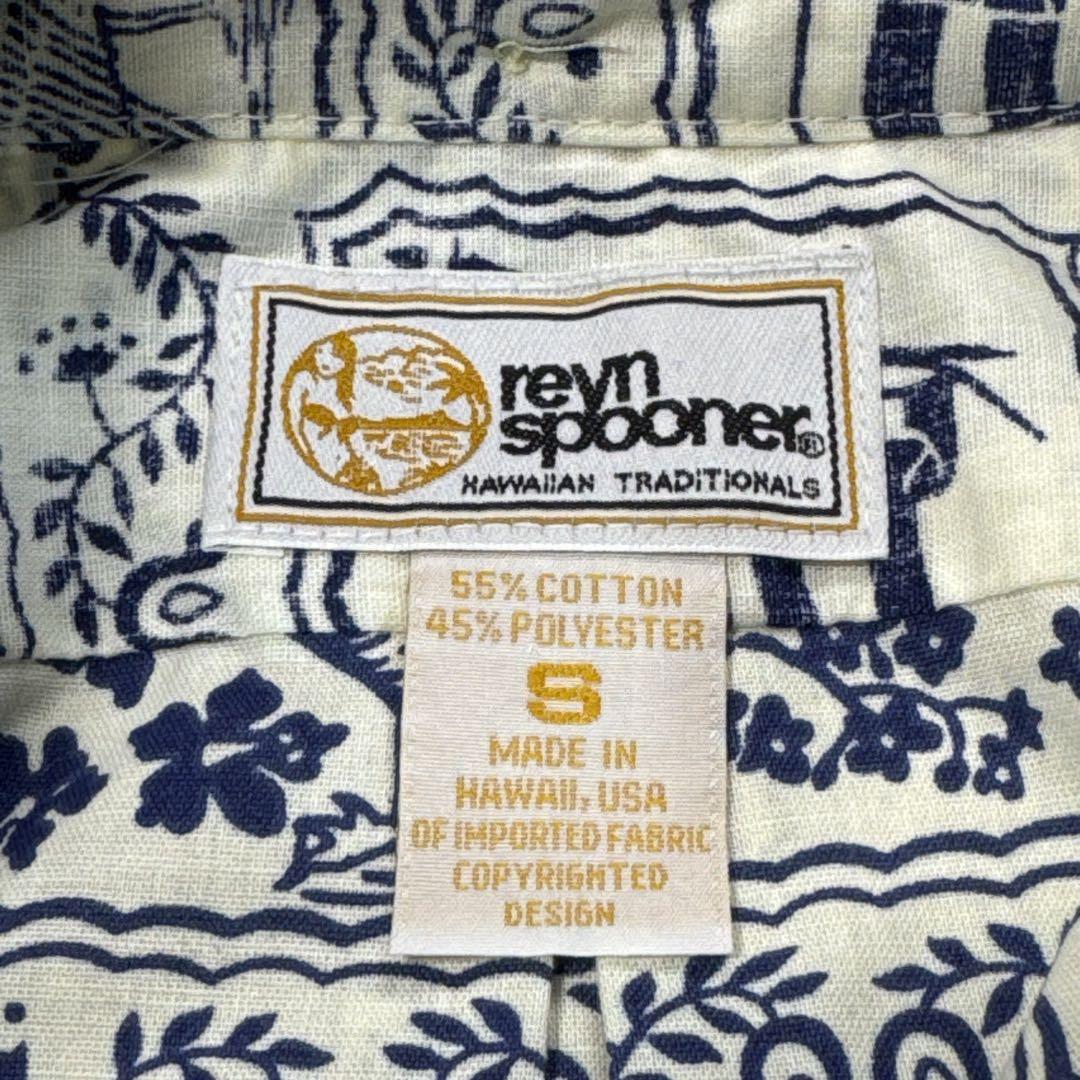 reyn
spooner®
HAWAIIAN TRADITIONALS
55% COTTON
45% POLYESTER
S
MADE IN
HAWAII, USA
OF IMPORTED FABRIC
COPYRIGHTED
DESIGN